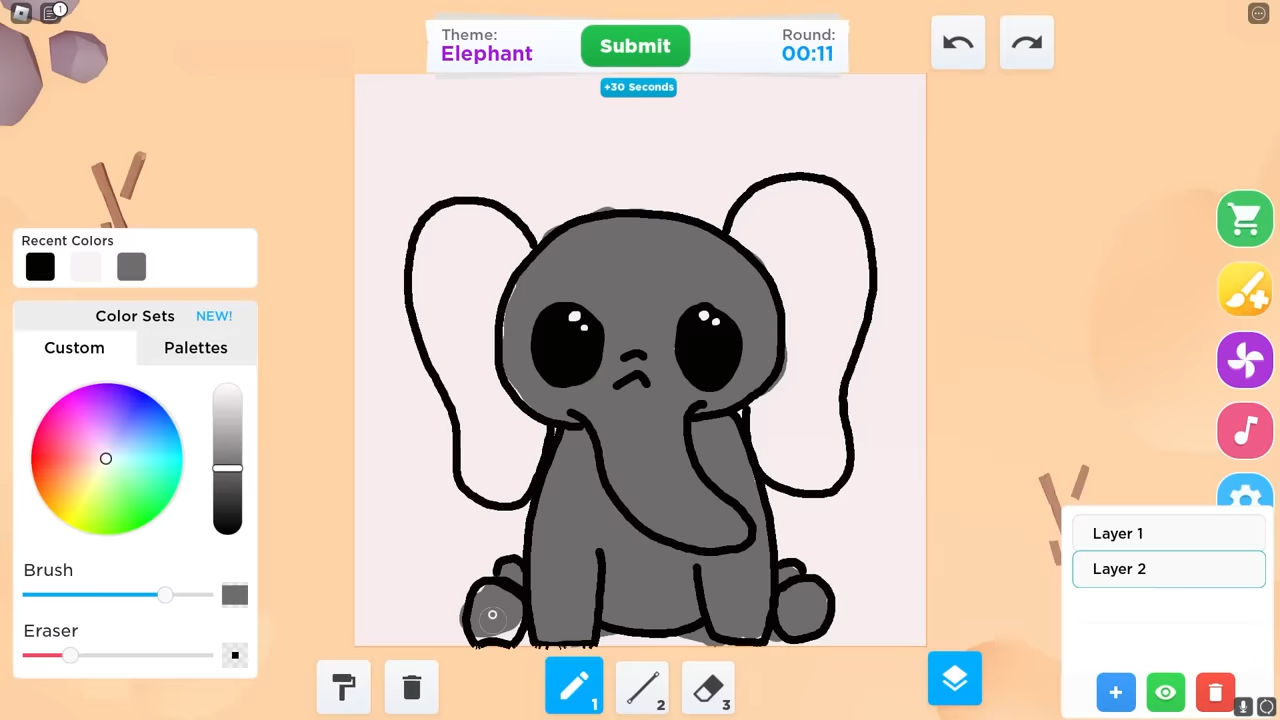 1
Theme:
Elephant
Submit
Round:
00:11
+30 Seconds
Recent Colors
Color Sets NEW!
Custom
Palettes
Brush
Eraser
Layer 1
Layer 2
1
2
3